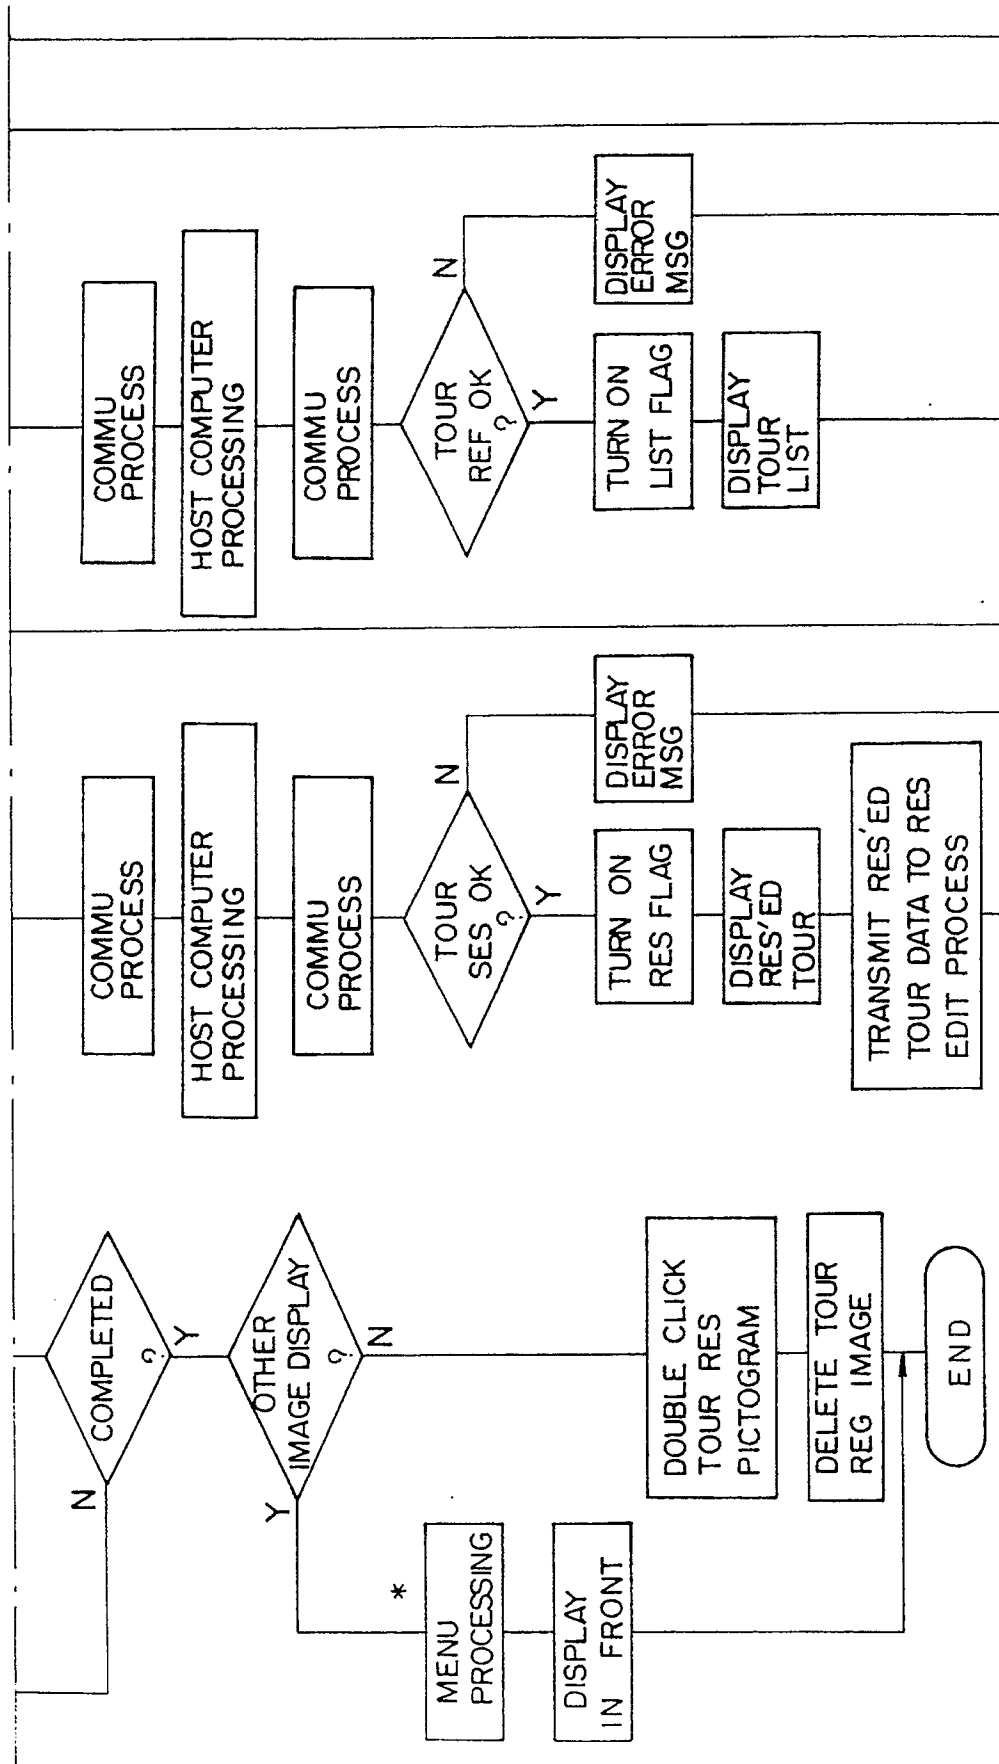 COMPLETED
?
N
Y
OTHER
IMAGE DISPLAY
?
Y
N
*
MENU
PROCESSING
DISPLAY
IN FRONT
DOUBLE CLICK
TOUR RES
PICTOGRAM
DELETE TOUR
REG IMAGE
END
COMMU
PROCESS
HOST COMPUTER
PROCESSING
COMMU
PROCESS
TOUR
SES OK
?
N
Y
TURN ON
RES FLAG
DISPLAY
ERROR
MSG
DISPLAY
RES'ED
TOUR
TRANSMIT RES'ED
TOUR DATA TO RES
EDIT PROCESS
COMMU
PROCESS
HOST COMPUTER
PROCESSING
COMMU
PROCESS
TOUR
REF OK
?
N
Y
TURN ON
LIST FLAG
DISPLAY
ERROR
MSG
DISPLAY
TOUR
LIST